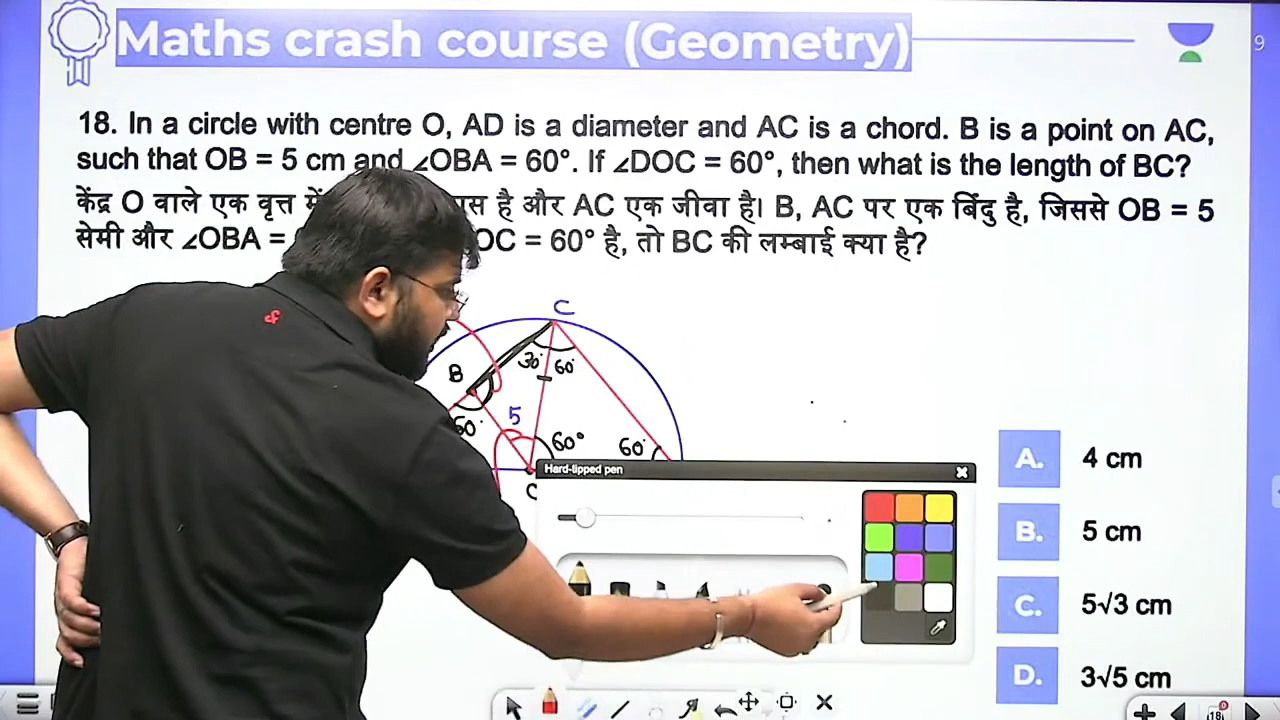 Maths crash course (Geometry)
9
18. In a circle with centre O, AD is a diameter and AC is a chord. B is a point on AC,
such that OB = 5 cm and ∠OBA = 60°. If ∠DOC = 60°, then what is the length of BC?
केंद्र O वाले एक वृत्त में है और AC एक जीवा है। B, AC पर एक बिंदु है, जिससे OB = 5
सेमी और ∠OBA = OC = 60° है, तो BC की लम्बाई क्या है?
C
30° 60°
B
5
60°
60° 60°
Hard-tipped pen
A. 4 cm
B. 5 cm
C. 5√3 cm
D. 3√5 cm
18